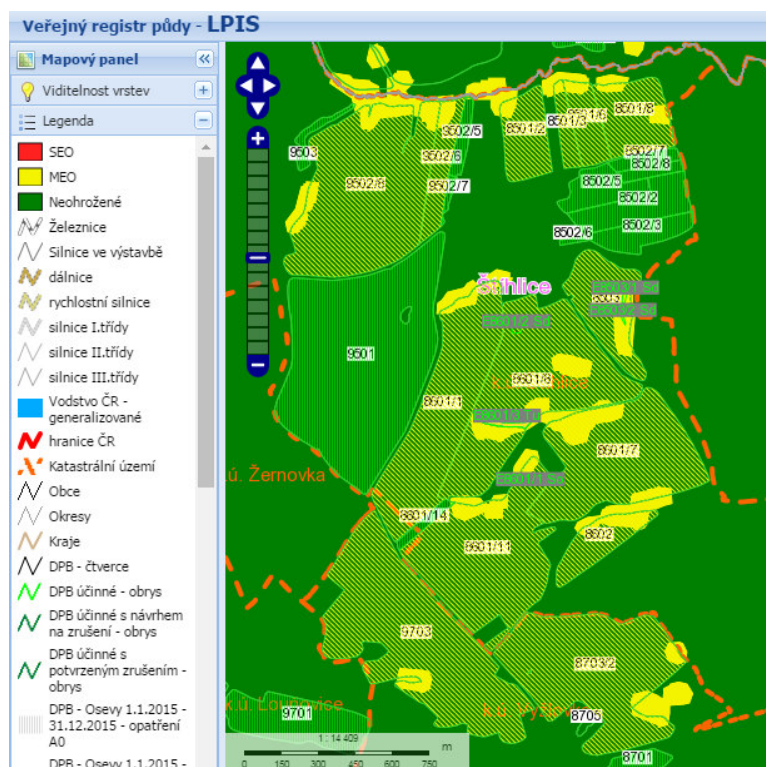 Veřejný registr půdy - LPIS
Mapový panel
Viditelnost vrstev
Legenda
SEO
MEO
Neohrožené
Železnice
Silnice ve výstavbě
dálnice
rychlostní silnice
silnice I.třídy
silnice II.třídy
silnice III.třídy
Vodstvo ČR -
generalizované
hranice ČR
Katastrální území
Obce
Okresy
Kraje
DPB - čtverce
DPB účinné - obrys
DPB účinné s návrhem
na zrušení - obrys
DPB účinné s
potvrzeným zrušením -
obrys
DPB - Osevy 1.1.2015 -
31.12.2015 - opatření
A0
DPB - Osevy 1.1.2015 -
9503
9502/5
9502/6
9502/8
9502/7
8501/2
8501/3
8501/6
8501/8
8502/7
8502/8
8502/5
8502/2
8502/3
8502/6
Štíhlice
9501
8601/1
8601/6
8601/7
k.ú. Žernovka
8601/14
8601/11
8602
9703
8703/2
k.ú. Louňovice
9701
k.ú. Vyžlovka
8705
8701
1 : 14 409
0 150 300 450 600 750 m